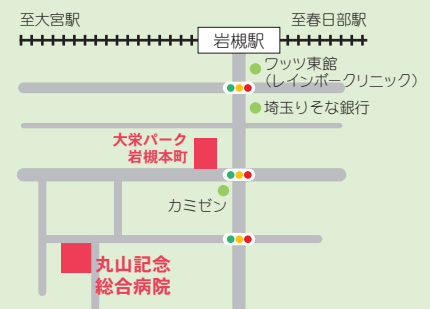 至大宮駅
至春日部駅
岩槻駅
ワッツ東館
(レインボークリニック)
埼玉りそな銀行
大栄パーク
岩槻本町
カミゼン
丸山記念
総合病院